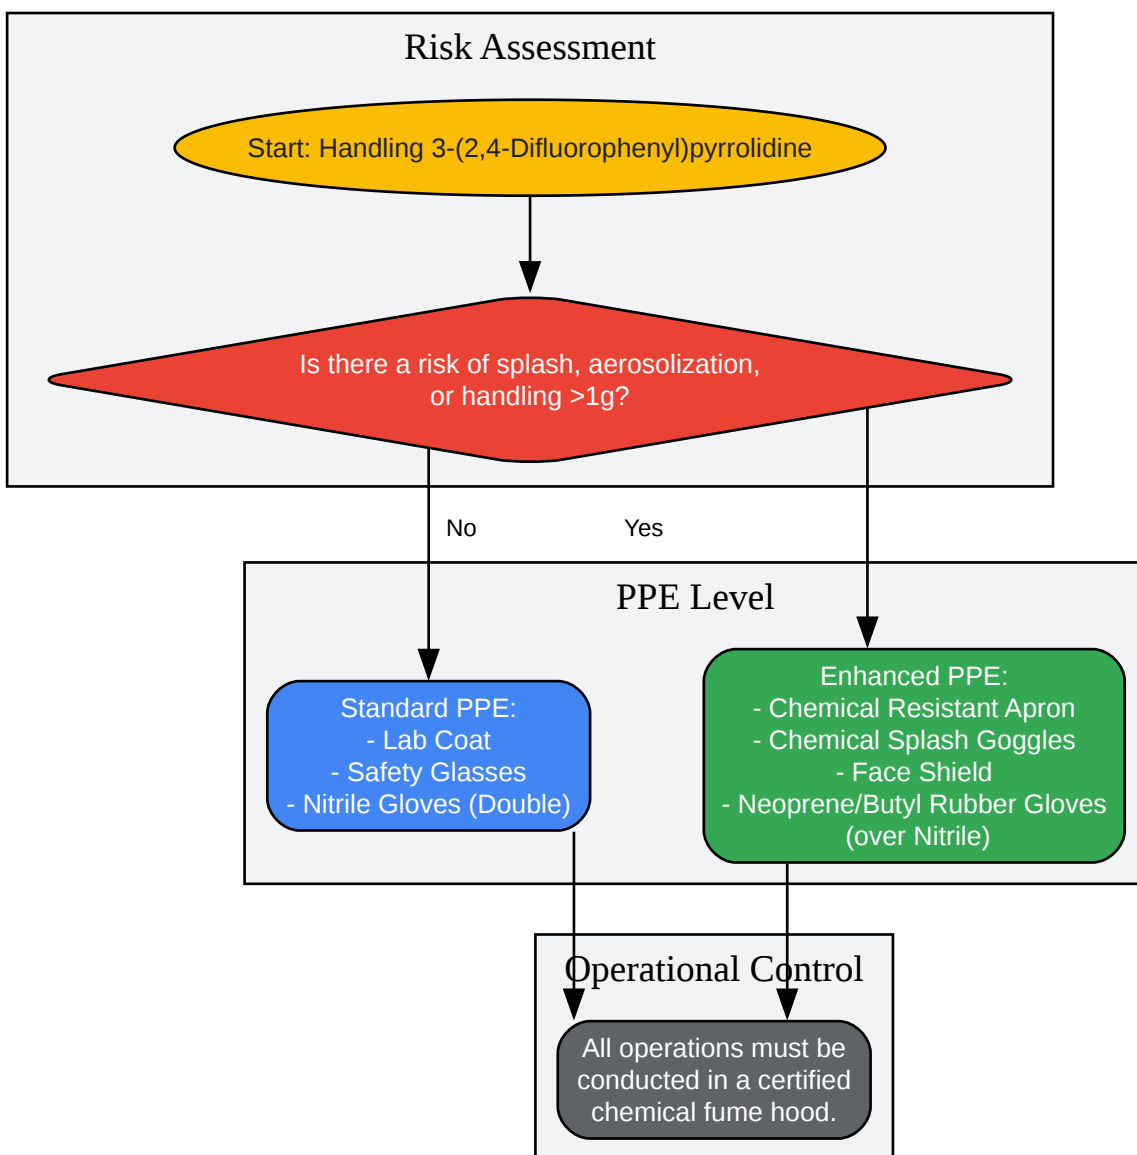 Risk Assessment
Start: Handling 3-(2,4-Difluorophenyl)pyrrolidine
Is there a risk of splash, aerosolization,
or handling >1g?
No
Yes
PPE Level
Standard PPE:
- Lab Coat
- Safety Glasses
- Nitrile Gloves (Double)
Enhanced PPE:
- Chemical Resistant Apron
- Chemical Splash Goggles
- Face Shield
- Neoprene/Butyl Rubber Gloves
(over Nitrile)
Operational Control
All operations must be
conducted in a certified
chemical fume hood.